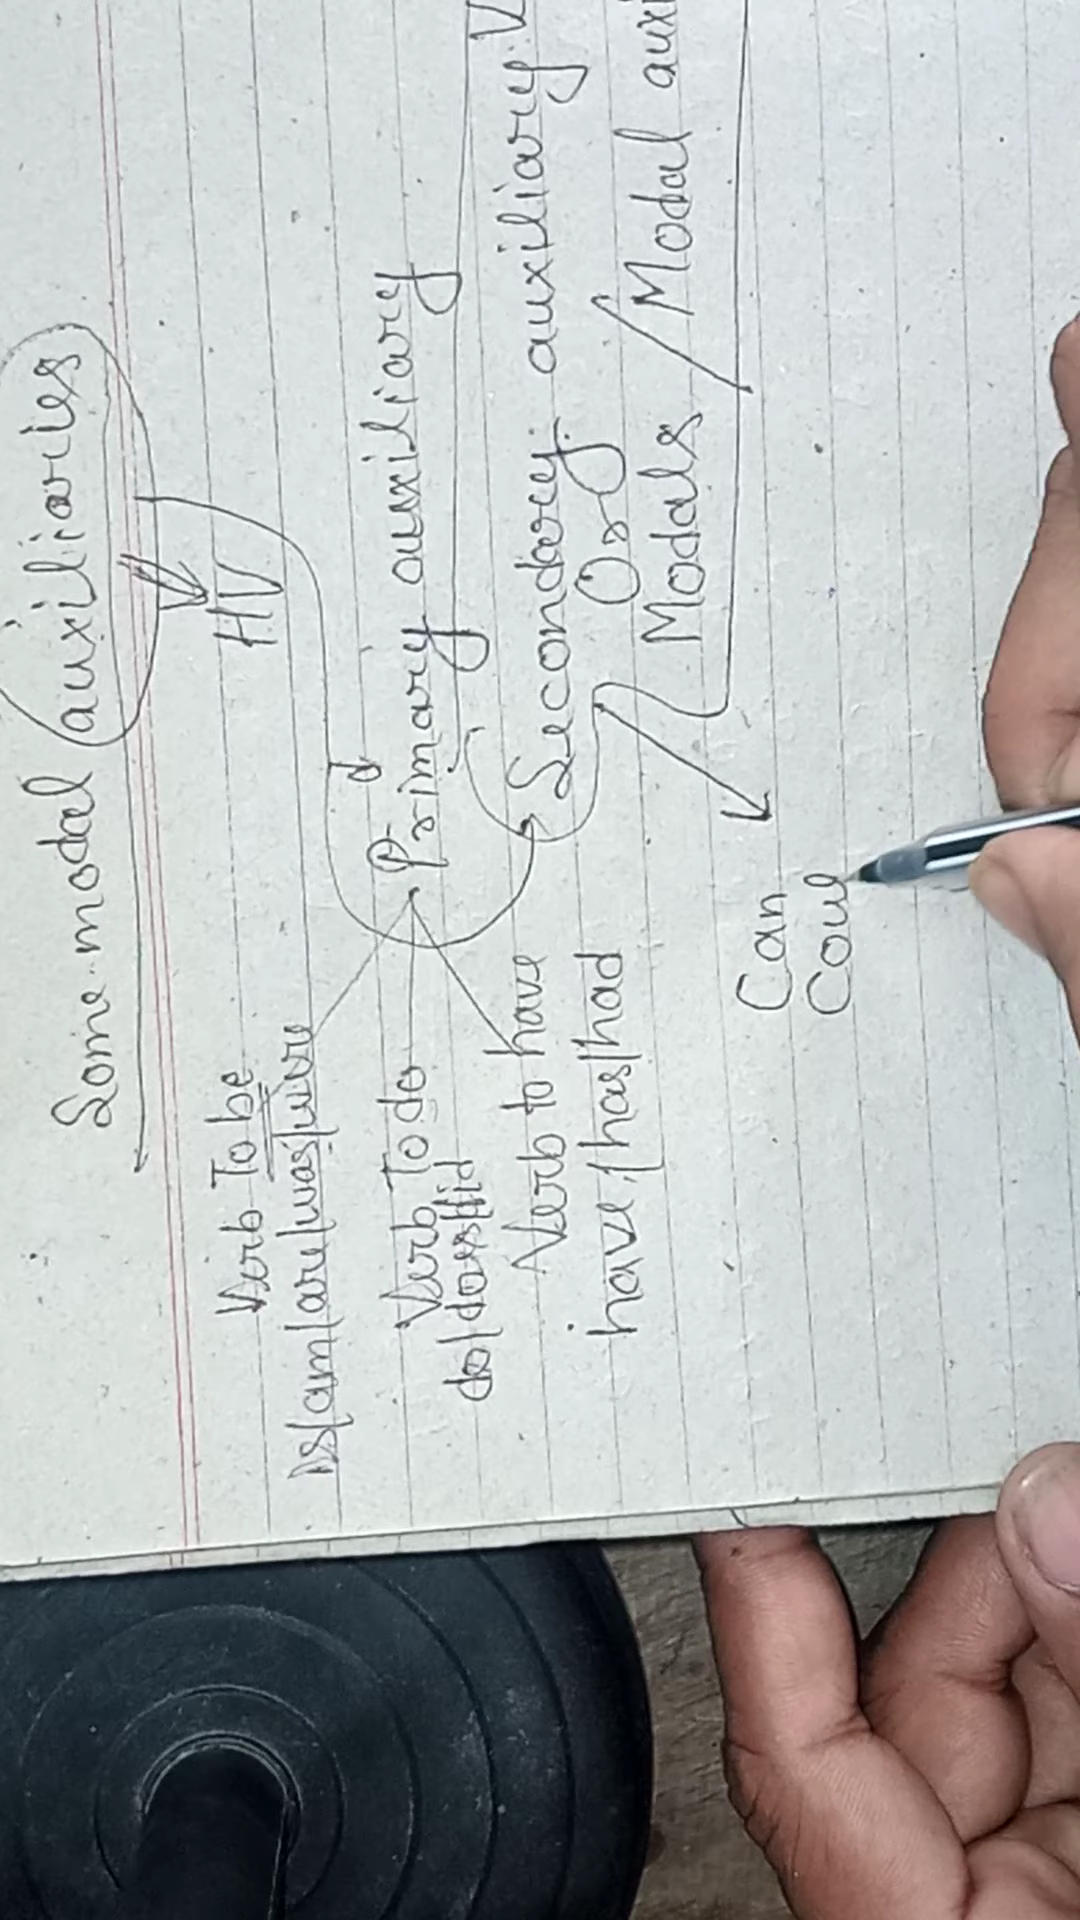 Some modal auxiliaries
HV
Primary auxiliary
Verb To be
is/am/are/was/were
Verb To do
do/does/did
Verb to have
have/has/had
Secondary auxiliary V
Or
Modals / Modal auxi
Can
Coul